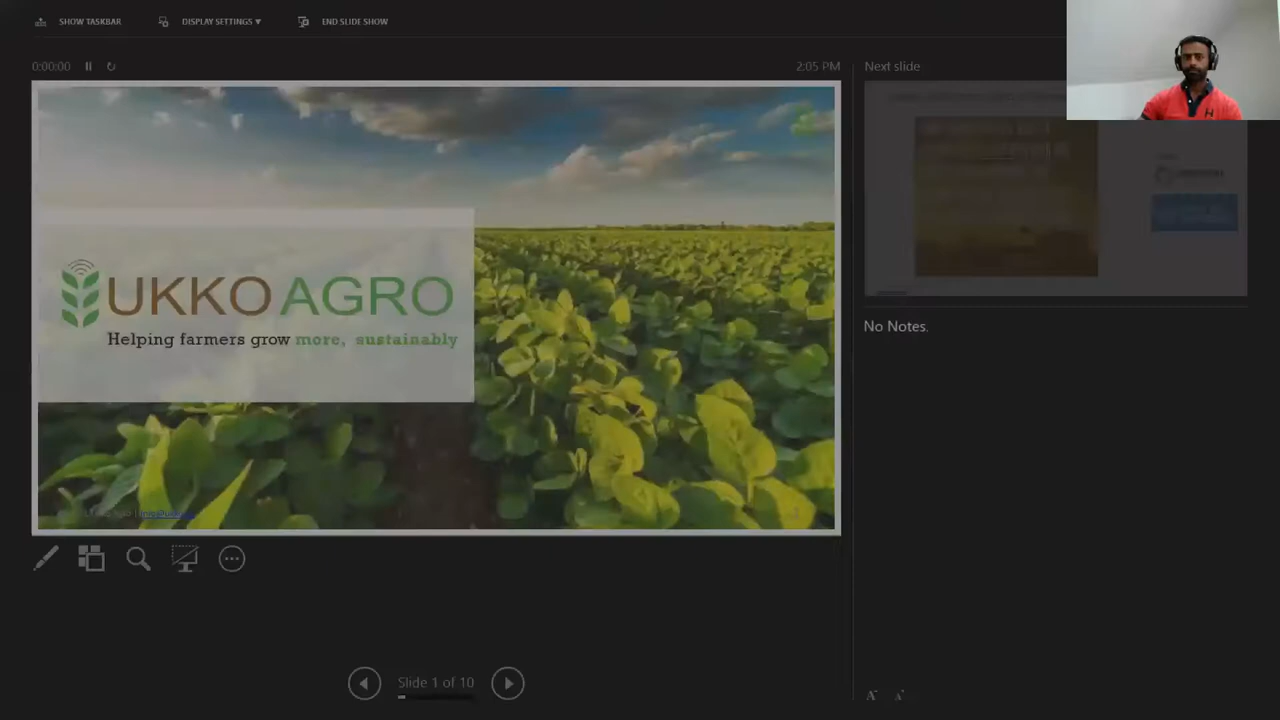 SHOW TASKBAR
DISPLAY SETTINGS ▼
END SLIDE SHOW
0:00:00
2:05 PM
Next slide
UKKO AGRO
Helping farmers grow more, sustainably
No Notes.
Slide 1 of 10
A A